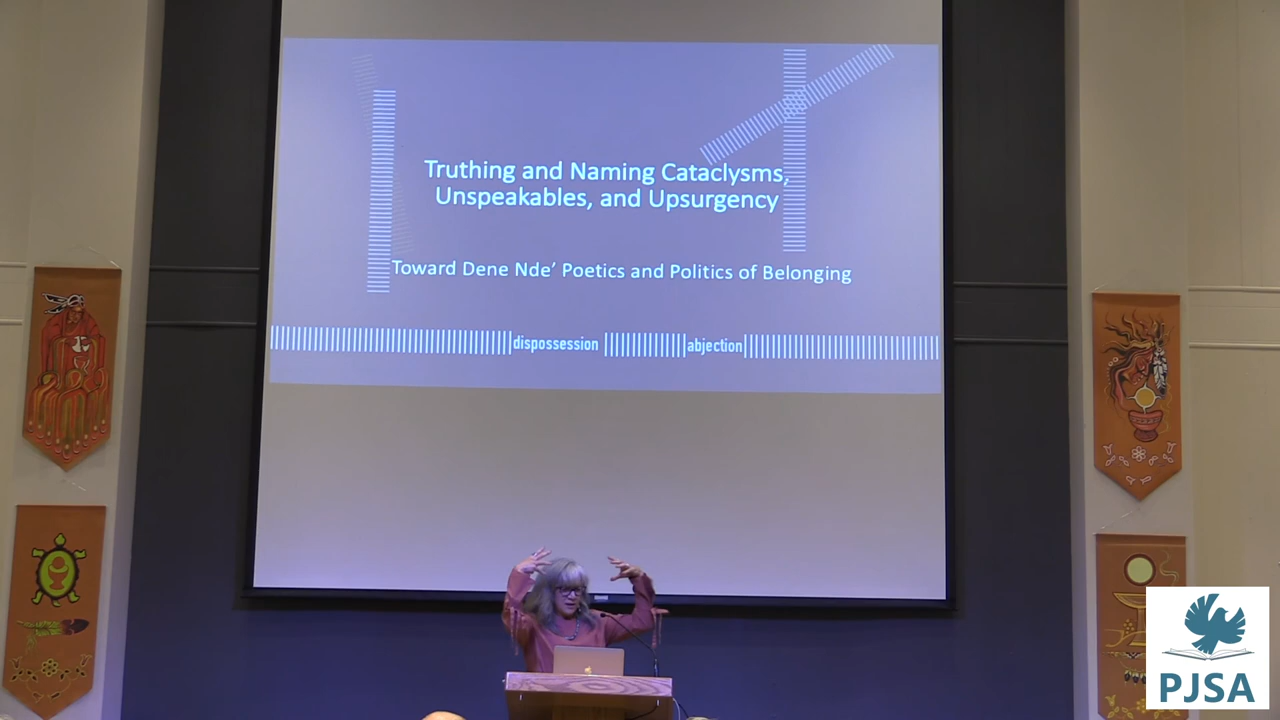 Truthing and Naming Cataclysms,
Unspeakables, and Upsurgency
Toward Dene Nde’ Poetics and Politics of Belonging
dispossession
abjection
PJSA